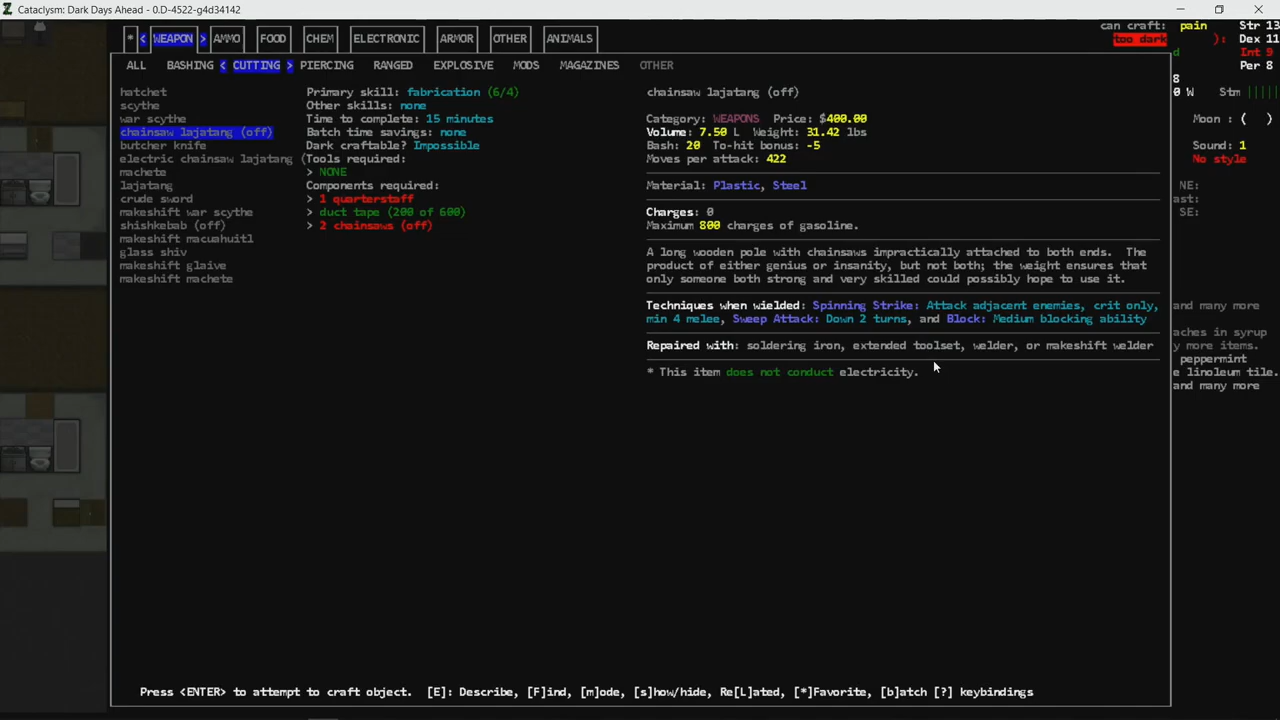 Cataclysm: Dark Days Ahead - 0.D-4522-g4d34142
can craft: pain Str 13
* < WEAPON > AMMO FOOD CHEM ELECTRONIC ARMOR OTHER ANIMALS
too dark ): Dex 11
d Int 9
ALL BASHING < CUTTING > PIERCING RANGED EXPLOSIVE MODS MAGAZINES OTHER
Per 8
8
hatchet Primary skill: fabrication (6/4) chainsaw lajatang (off) 0 W Stm |||||
scythe Other skills: none
war scythe Time to complete: 15 minutes Category: WEAPONS Price: $400.00 Moon : ( )
chainsaw lajatang (off) Batch time savings: none Volume: 7.50 L Weight: 31.42 lbs
butcher knife Dark craftable? Impossible Bash: 20 To-hit bonus: -5 Sound: 1
electric chainsaw lajatang ( Tools required: Moves per attack: 422 No style
machete > NONE
lajatang Components required: Material: Plastic, Steel NE:
crude sword > 1 quarterstaff ast:
makeshift war scythe > duct tape (200 of 600) Charges: 0 SE:
shishkebab (off) > 2 chainsaws (off) Maximum 800 charges of gasoline.
makeshift macuahuitl
glass shiv A long wooden pole with chainsaws impractically attached to both ends. The
makeshift glaive product of either genius or insanity, but not both; the weight ensures that
makeshift machete only someone both strong and very skilled could possibly hope to use it.
Techniques when wielded: Spinning Strike: Attack adjacent enemies, crit only, and many more
min 4 melee, Sweep Attack: Down 2 turns, and Block: Medium blocking ability
aches in syrup
Repaired with: soldering iron, extended toolset, welder, or makeshift welder y more items.
peppermint
* This item does not conduct electricity. e linoleum tile.
and many more
Press <ENTER> to attempt to craft object. [E]: Describe, [F]ind, [m]ode, [s]how/hide, Re[L]ated, [*]Favorite, [b]atch [?] keybindings